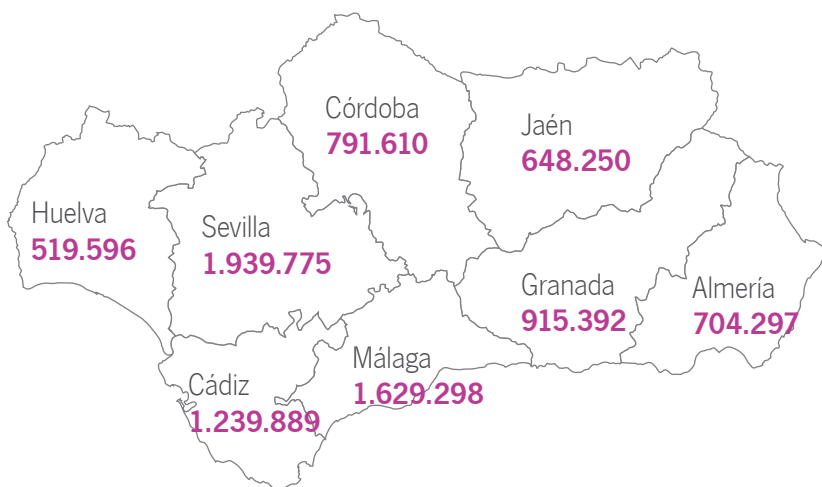 Córdoba
791.610
Jaén
648.250
Huelva
519.596
Sevilla
1.939.775
Granada
915.392
Almería
704.297
Málaga
1.629.298
Cádiz
1.239.889